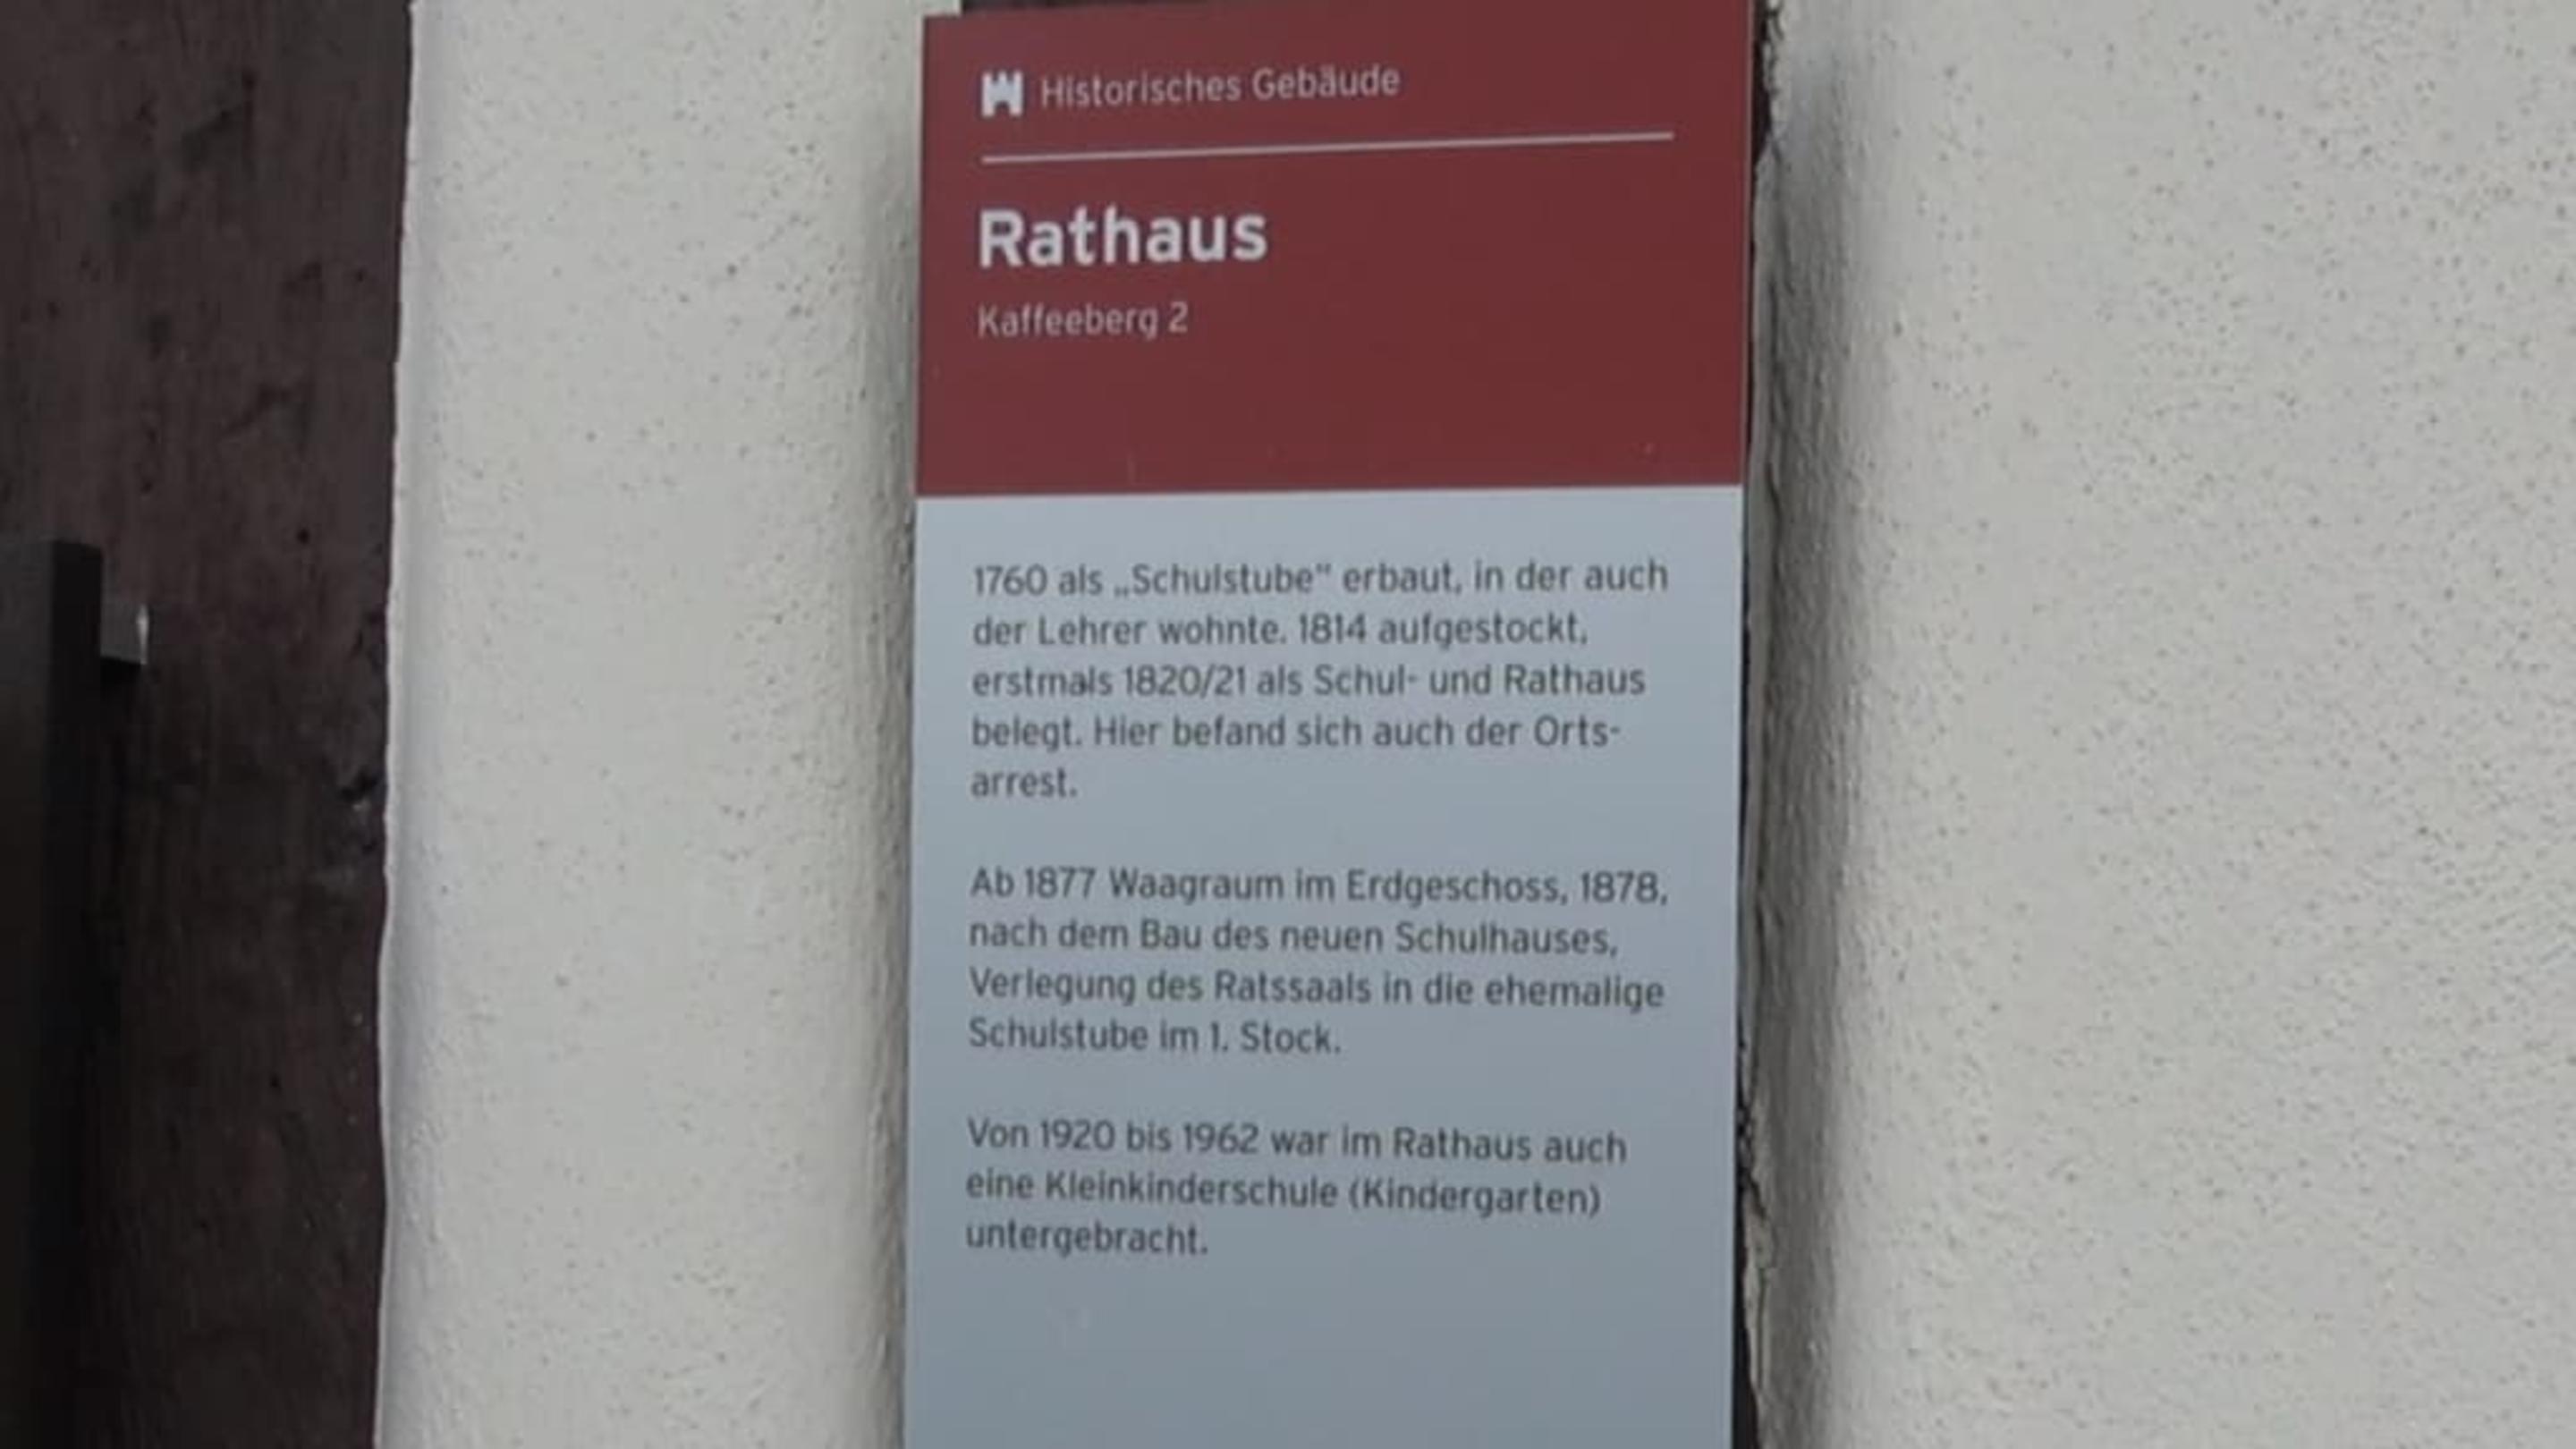 Historisches Gebäude
Rathaus
Kaffeeberg 2
1760 als „Schulstube" erbaut, in der auch
der Lehrer wohnte. 1814 aufgestockt,
erstmals 1820/21 als Schul- und Rathaus
belegt. Hier befand sich auch der Orts-
arrest.
Ab 1877 Waagraum im Erdgeschoss, 1878,
nach dem Bau des neuen Schulhauses,
Verlegung des Ratssaals in die ehemalige
Schulstube im 1. Stock.
Von 1920 bis 1962 war im Rathaus auch
eine Kleinkinderschule (Kindergarten)
untergebracht.